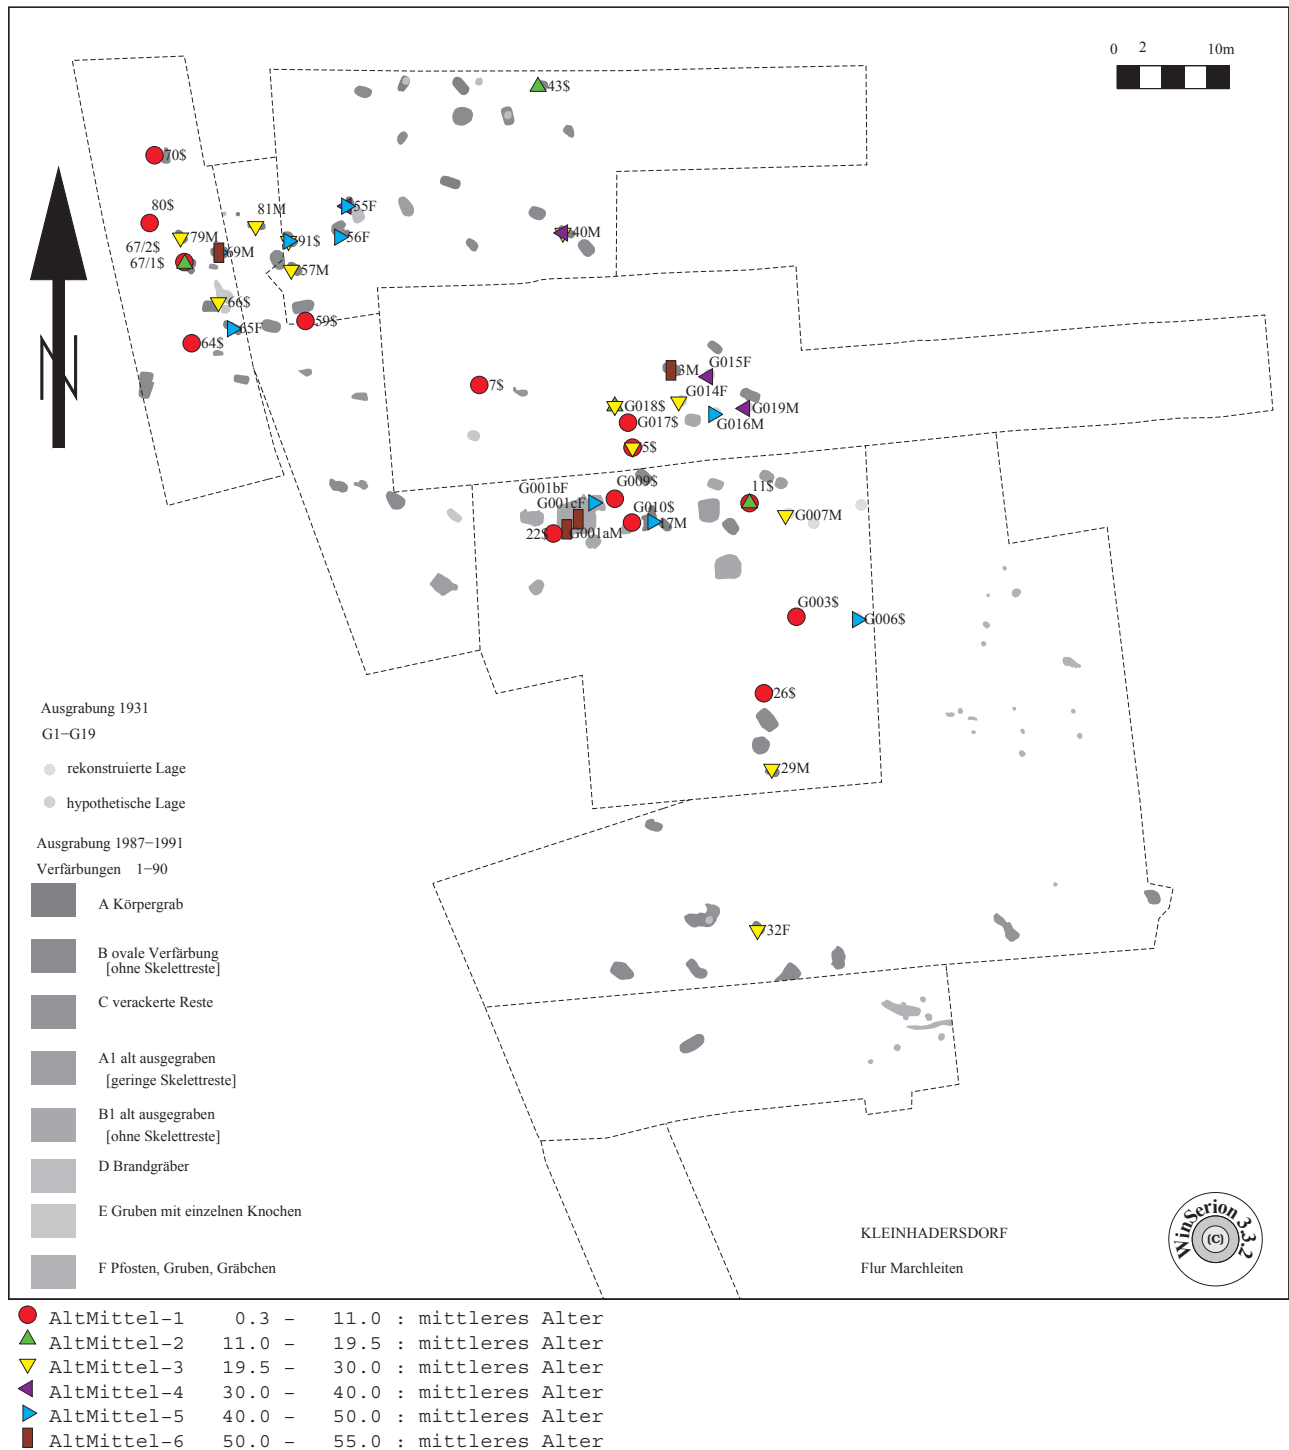 0 2 10m
43$
70$
80$
81M
55F
79M
91$
56F
40M
67/2$
67/1$
69M
57M
66$
59$
65F
64$
G015F
3M
7$
G014F
G018$
G019M
G017$
G016M
5$
G009$
G001bF
11$
G001cF
G010$
17M
G007M
22$
G001aM
G003$
G006$
26$
29M
32F
N
Ausgrabung 1931
G1−G19
rekonstruierte Lage
hypothetische Lage
Ausgrabung 1987−1991
Verfärbungen 1−90
A Körpergrab
B ovale Verfärbung
[ohne Skelettreste]
C verackerte Reste
A1 alt ausgegraben
[geringe Skelettreste]
B1 alt ausgegraben
[ohne Skelettreste]
D Brandgräber
E Gruben mit einzelnen Knochen
F Pfosten, Gruben, Gräbchen
KLEINHADERSDORF
Flur Marchleiten
WinSerion 3.3.2
(C)
AltMittel−1 0.3 − 11.0 : mittleres Alter
AltMittel−2 11.0 − 19.5 : mittleres Alter
AltMittel−3 19.5 − 30.0 : mittleres Alter
AltMittel−4 30.0 − 40.0 : mittleres Alter
AltMittel−5 40.0 − 50.0 : mittleres Alter
AltMittel−6 50.0 − 55.0 : mittleres Alter